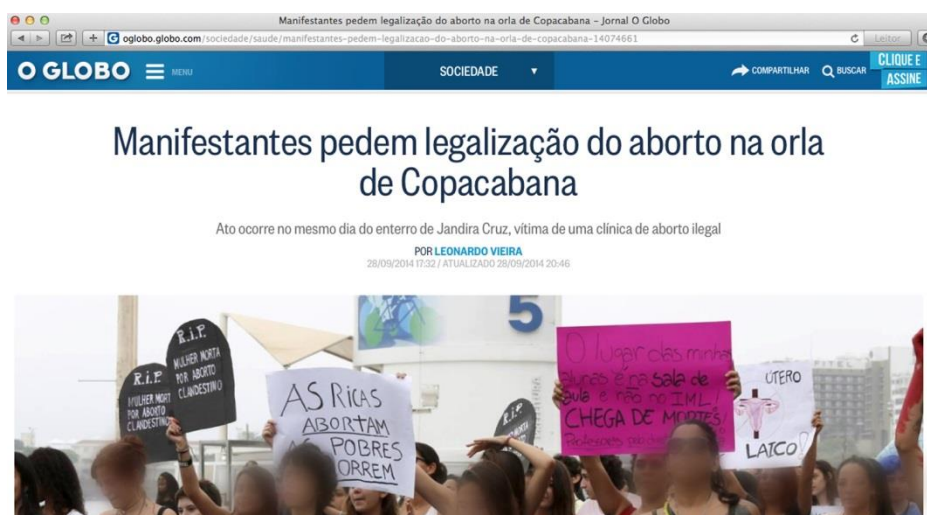 Manifestantes pedem legalização do aborto na orla de Copacabana – Jornal O Globo
oglobo.globo.com/sociedade/saude/manifestantes-pedem-legalizacao-do-aborto-na-orla-de-copacabana-14074661
Leitor
O GLOBO MENU SOCIEDADE COMPARTILHAR BUSCAR CLIQUE E
ASSINE
Manifestantes pedem legalização do aborto na orla
de Copacabana
Ato ocorre no mesmo dia do enterro de Jandira Cruz, vítima de uma clínica de aborto ilegal
POR LEONARDO VIEIRA
28/09/2014 17:32 / ATUALIZADO 28/09/2014 20:46
5
R.i.P.
MULHER MORTA
POR ABORTO
CLANDESTINO
R.i.P.
MULHER MORT
POR ABORTO
CLANDESTINO
AS RICAS
ABORTAM
AS POBRES
ORREM
R.i.P.
O lugar das minhas
alunas é na sala de
aula e não no IML!
CHEGA DE MORTES!
ÚTERO
LAICO!